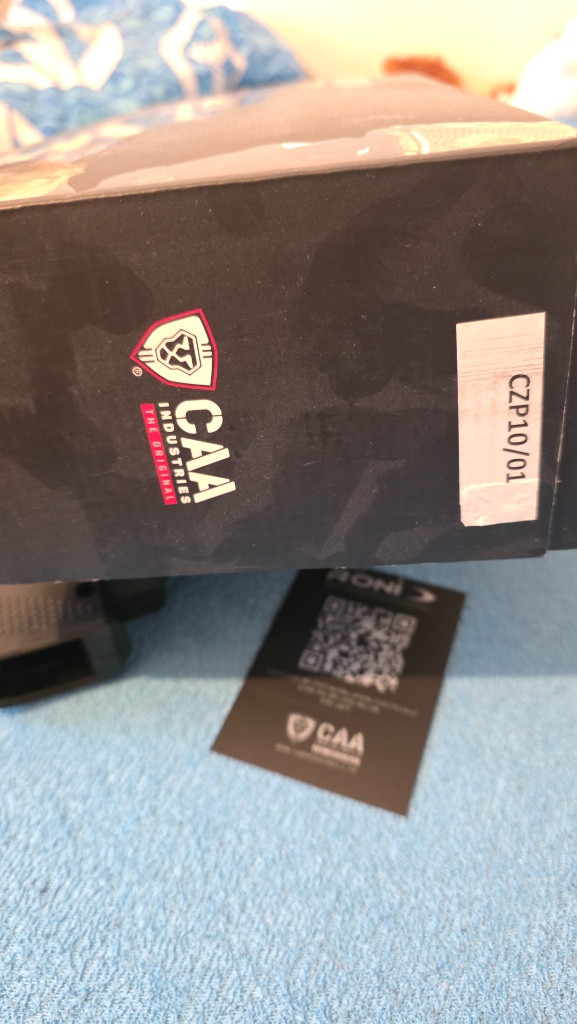 CAA
INDUSTRIES
THE ORIGINAL
®
CZP10/01
RONI
CAA